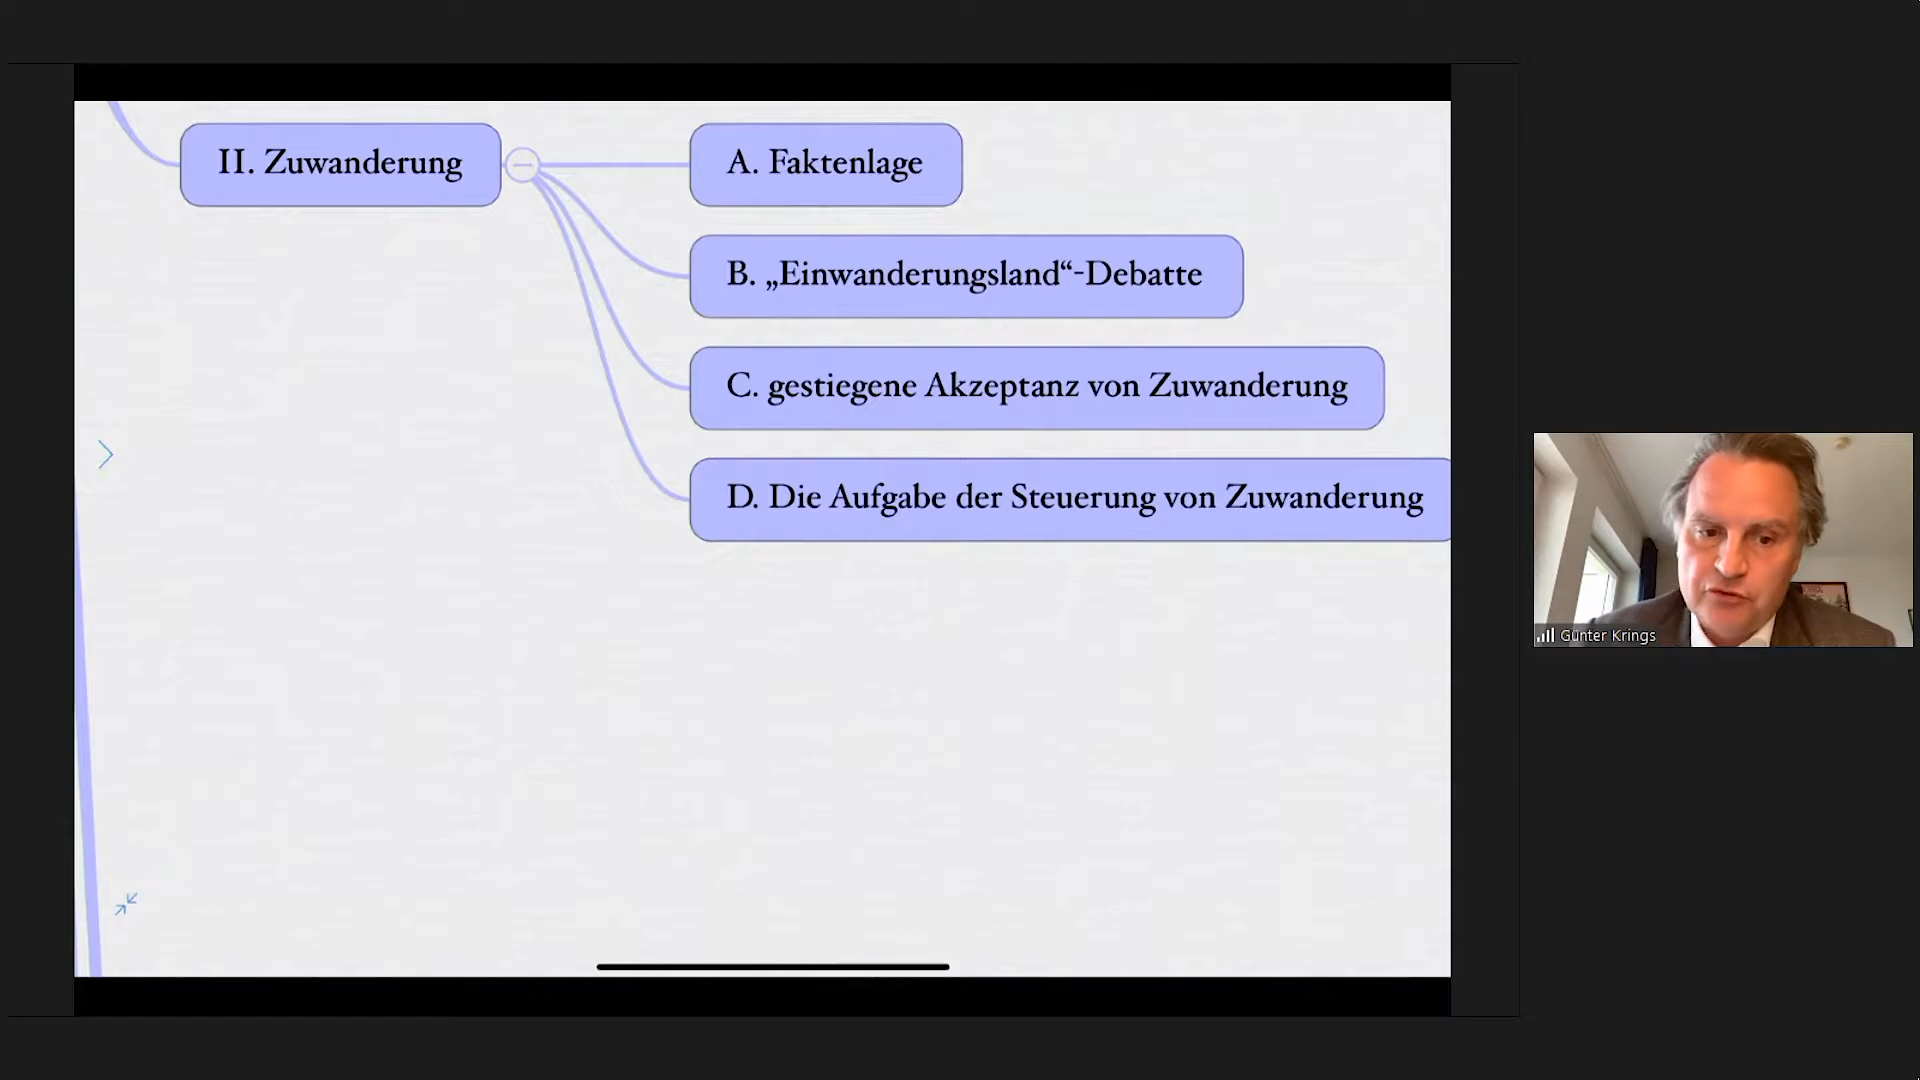 II. Zuwanderung
A. Faktenlage
B. „Einwanderungsland“-Debatte
C. gestiegene Akzeptanz von Zuwanderung
D. Die Aufgabe der Steuerung von Zuwanderung
Günter Krings